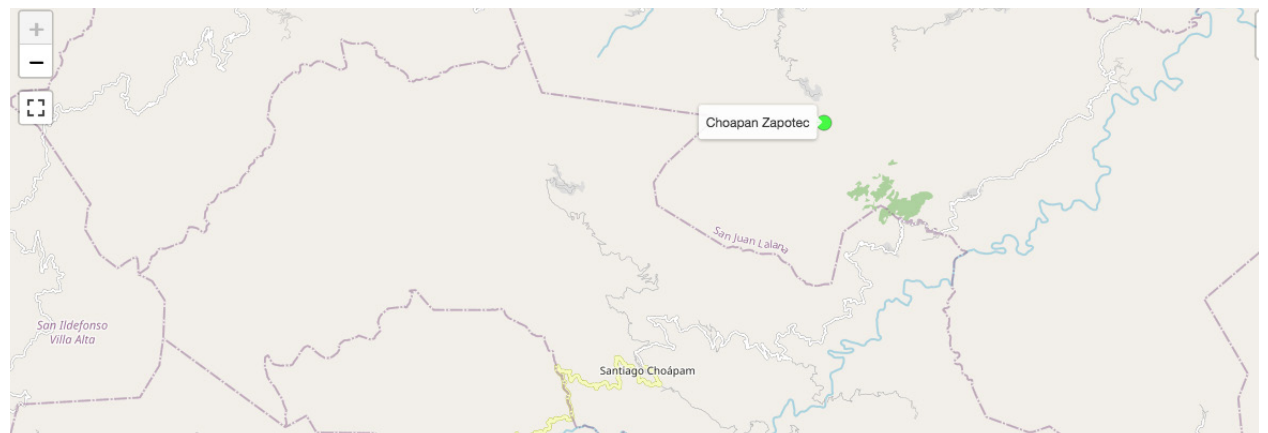 +
−
Choapan Zapotec
San Juan Lalana
San Ildefonso
Villa Alta
Santiago Choápam